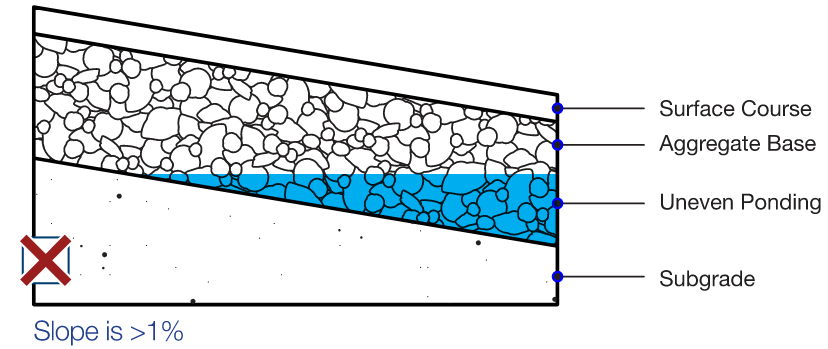 Surface Course
Aggregate Base
Uneven Ponding
Subgrade
Slope is >1%